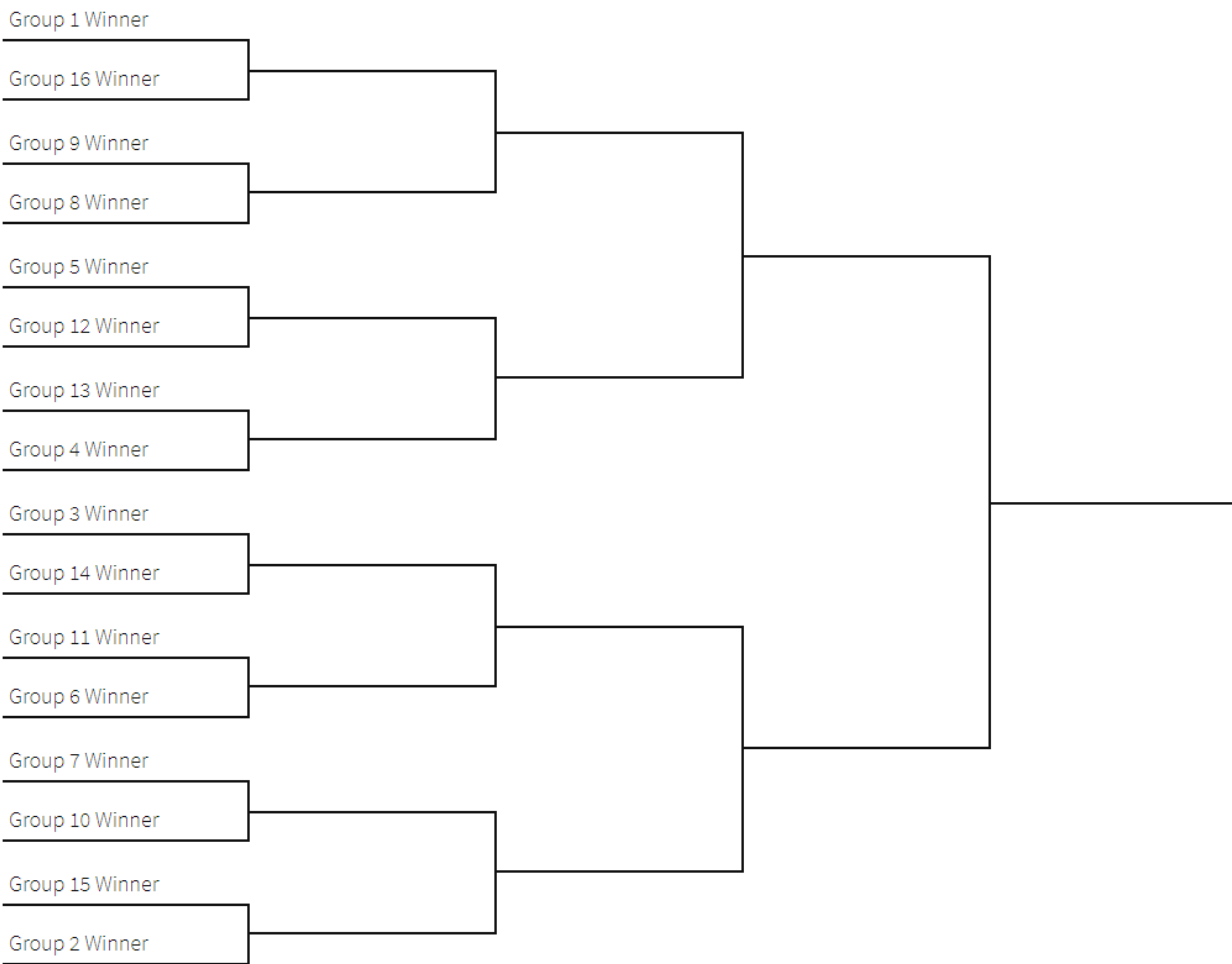 Group 1 Winner
Group 16 Winner
Group 9 Winner
Group 8 Winner
Group 5 Winner
Group 12 Winner
Group 13 Winner
Group 4 Winner
Group 3 Winner
Group 14 Winner
Group 11 Winner
Group 6 Winner
Group 7 Winner
Group 10 Winner
Group 15 Winner
Group 2 Winner